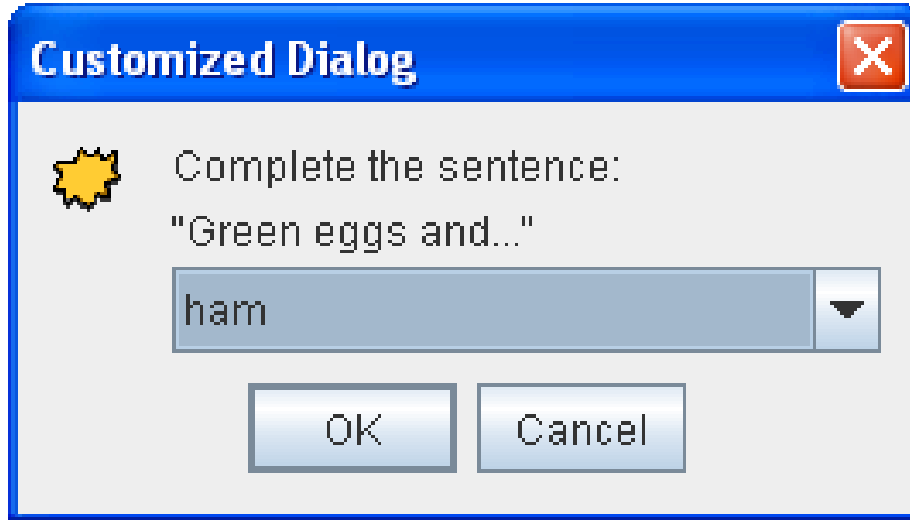 Customized Dialog
Complete the sentence:
"Green eggs and..."
ham
OK Cancel